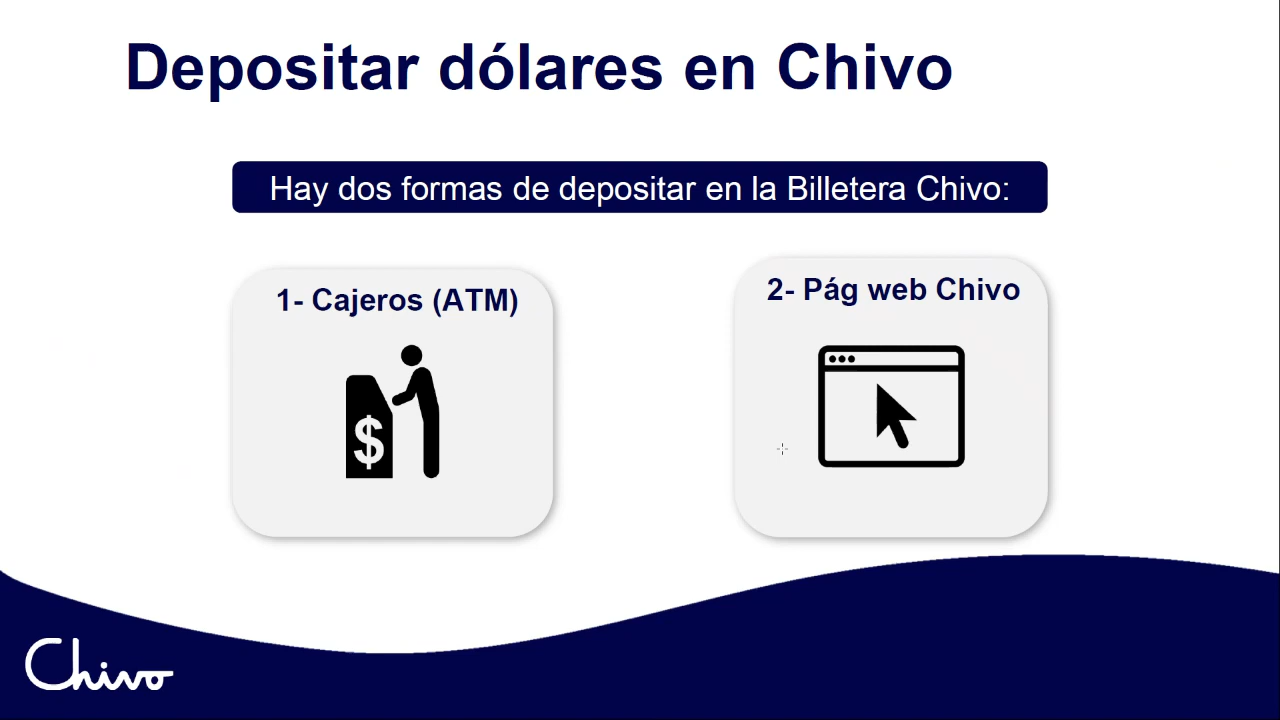 Depositar dólares en Chivo
Hay dos formas de depositar en la Billetera Chivo:
1- Cajeros (ATM)
2- Pág web Chivo
$
Chivo